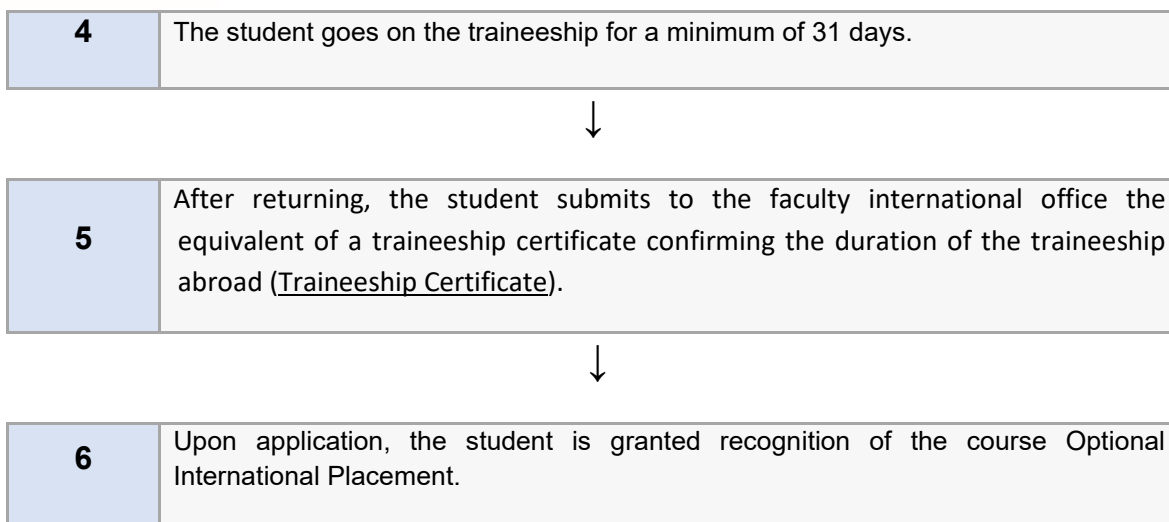 4 The student goes on the traineeship for a minimum of 31 days.
↓
After returning, the student submits to the faculty international office the
5 equivalent of a traineeship certificate confirming the duration of the traineeship
abroad (Traineeship Certificate).
↓
6 Upon application, the student is granted recognition of the course Optional
International Placement.